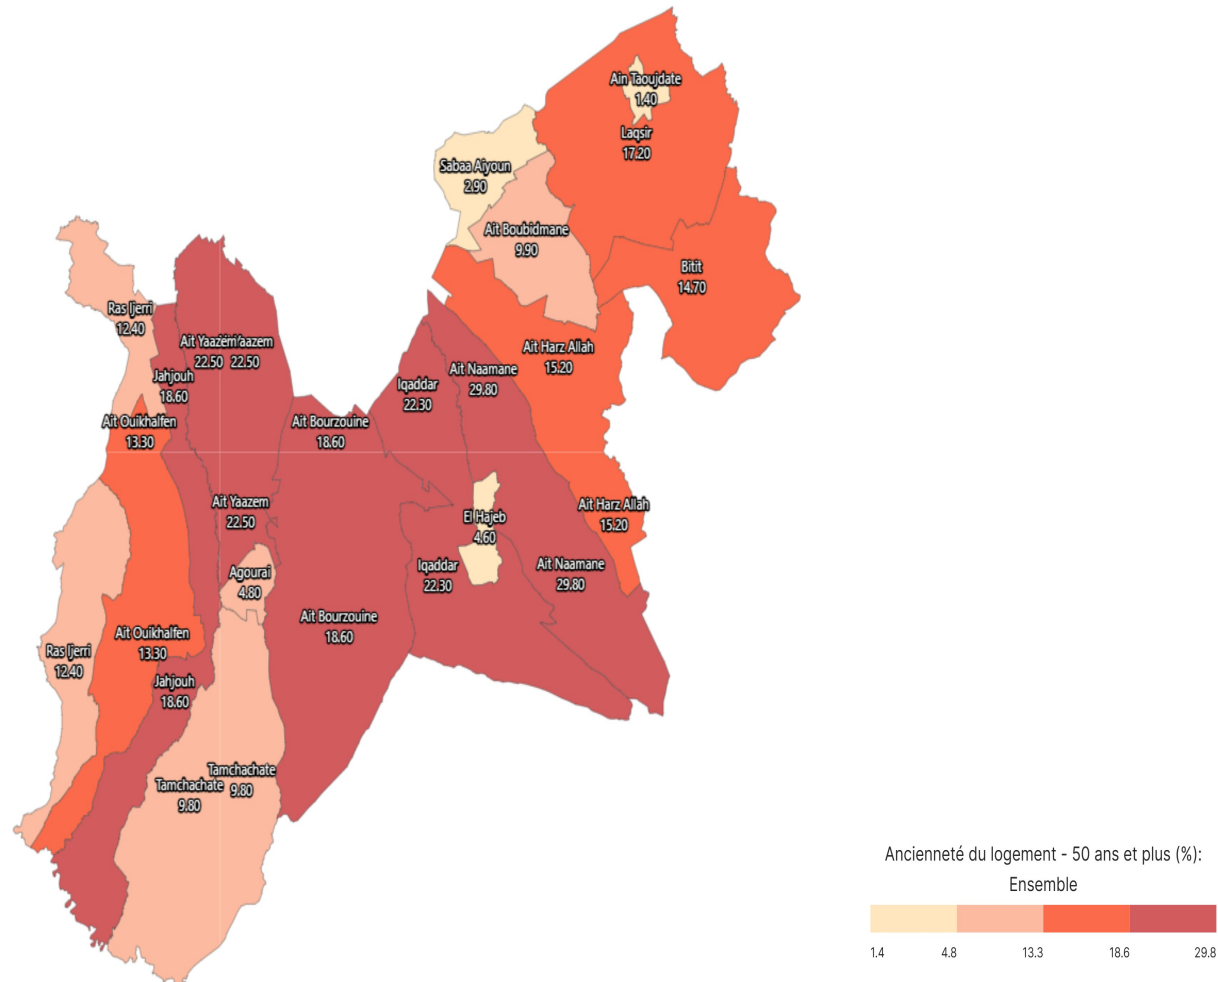 Ain Taoujdate
1.40
Laqsir
17.20
Sabaa Aiyoun
2.90
Ait Boubidmane
9.90
Bitit
14.70
Ras Ijerri
12.40
Ait Yaazem
22.50 22.50
Ait Harz Allah
15.20
Ait Naamane
29.80
Jahjouh
18.60
Iqaddar
22.30
Ait Ouikhalfen
13.30
Ait Bourzouine
18.60
Ait Yaazem
22.50
El Hajeb
4.60
Ait Harz Allah
15.20
Agourai
4.80
Iqaddar
22.30
Ait Naamane
29.80
Ait Bourzouine
18.60
Ait Ouikhalfen
13.30
Ras Ijerri
12.40
Jahjouh
18.60
Tamchachate
9.80
Tamchachate
9.80
Ancienneté du logement - 50 ans et plus (%):
Ensemble
1.4 4.8 13.3 18.6 29.8